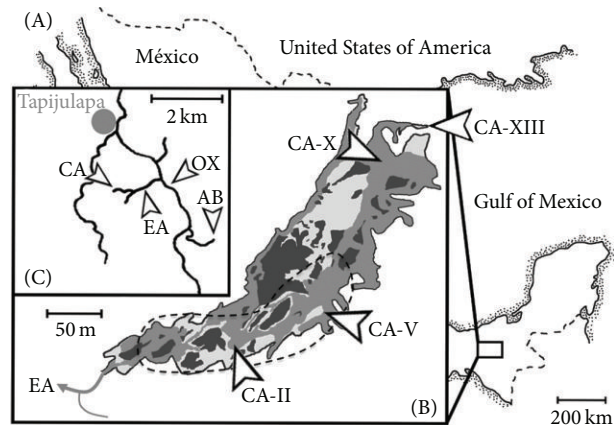 (A)
México
United States of America
Tapijulapa
2 km
CA
OX
AB
EA
(C)
CA-X
CA-XIII
Gulf of Mexico
50 m
CA-V
EA
CA-II
(B)
200 km